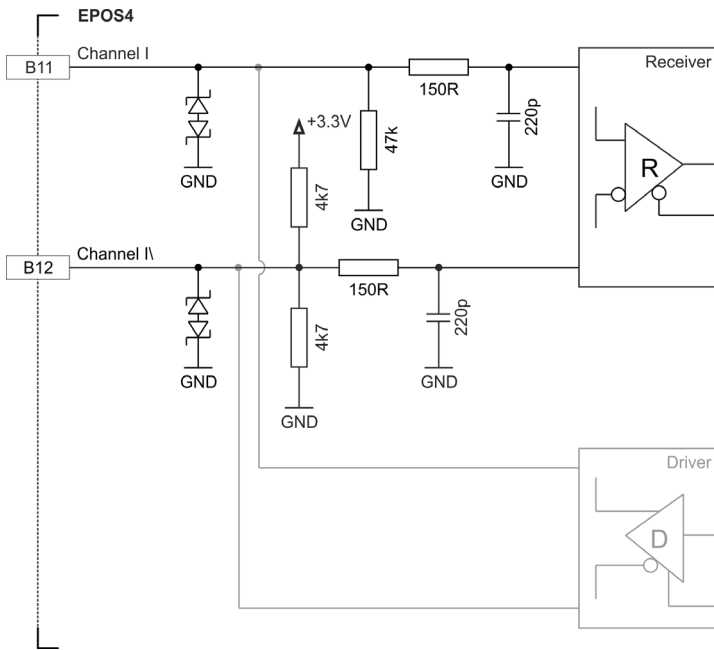 EPOS4
Channel I
B11
Receiver
150R
220p
+3.3V
47k
GND
GND
4k7
R
GND
Channel I\
B12
150R
4k7
220p
GND
GND
GND
Driver
D